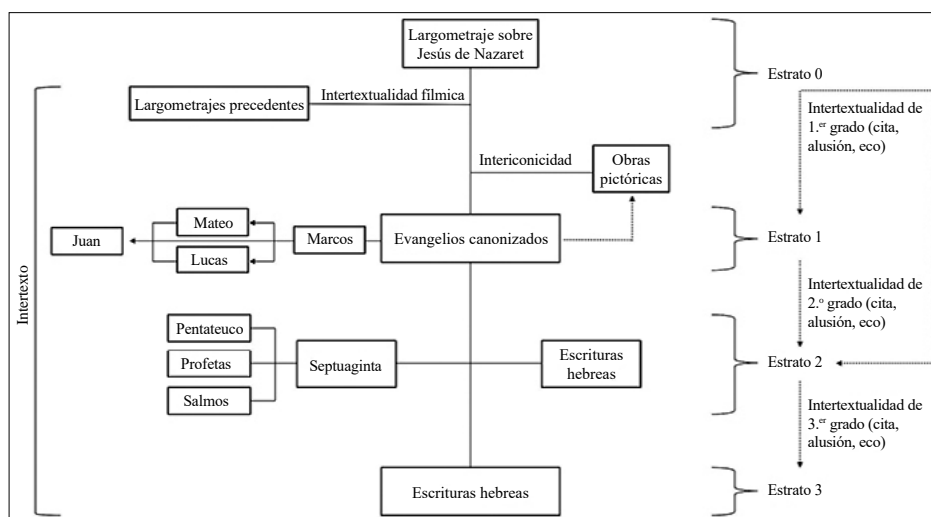 Largometraje sobre
Jesús de Nazaret
Estrato 0
Largometrajes precedentes
Intertextualidad fílmica
Intertextualidad de
1.er grado (cita,
alusión, eco)
Intericonicidad
Obras
pictóricas
Intertexto
Juan
Mateo
Lucas
Marcos
Evangelios canonizados
Estrato 1
Intertextualidad de
2.o grado (cita,
alusión, eco)
Pentateuco
Profetas
Salmos
Septuaginta
Escrituras
hebreas
Estrato 2
Intertextualidad de
3.er grado (cita,
alusión, eco)
Escrituras hebreas
Estrato 3